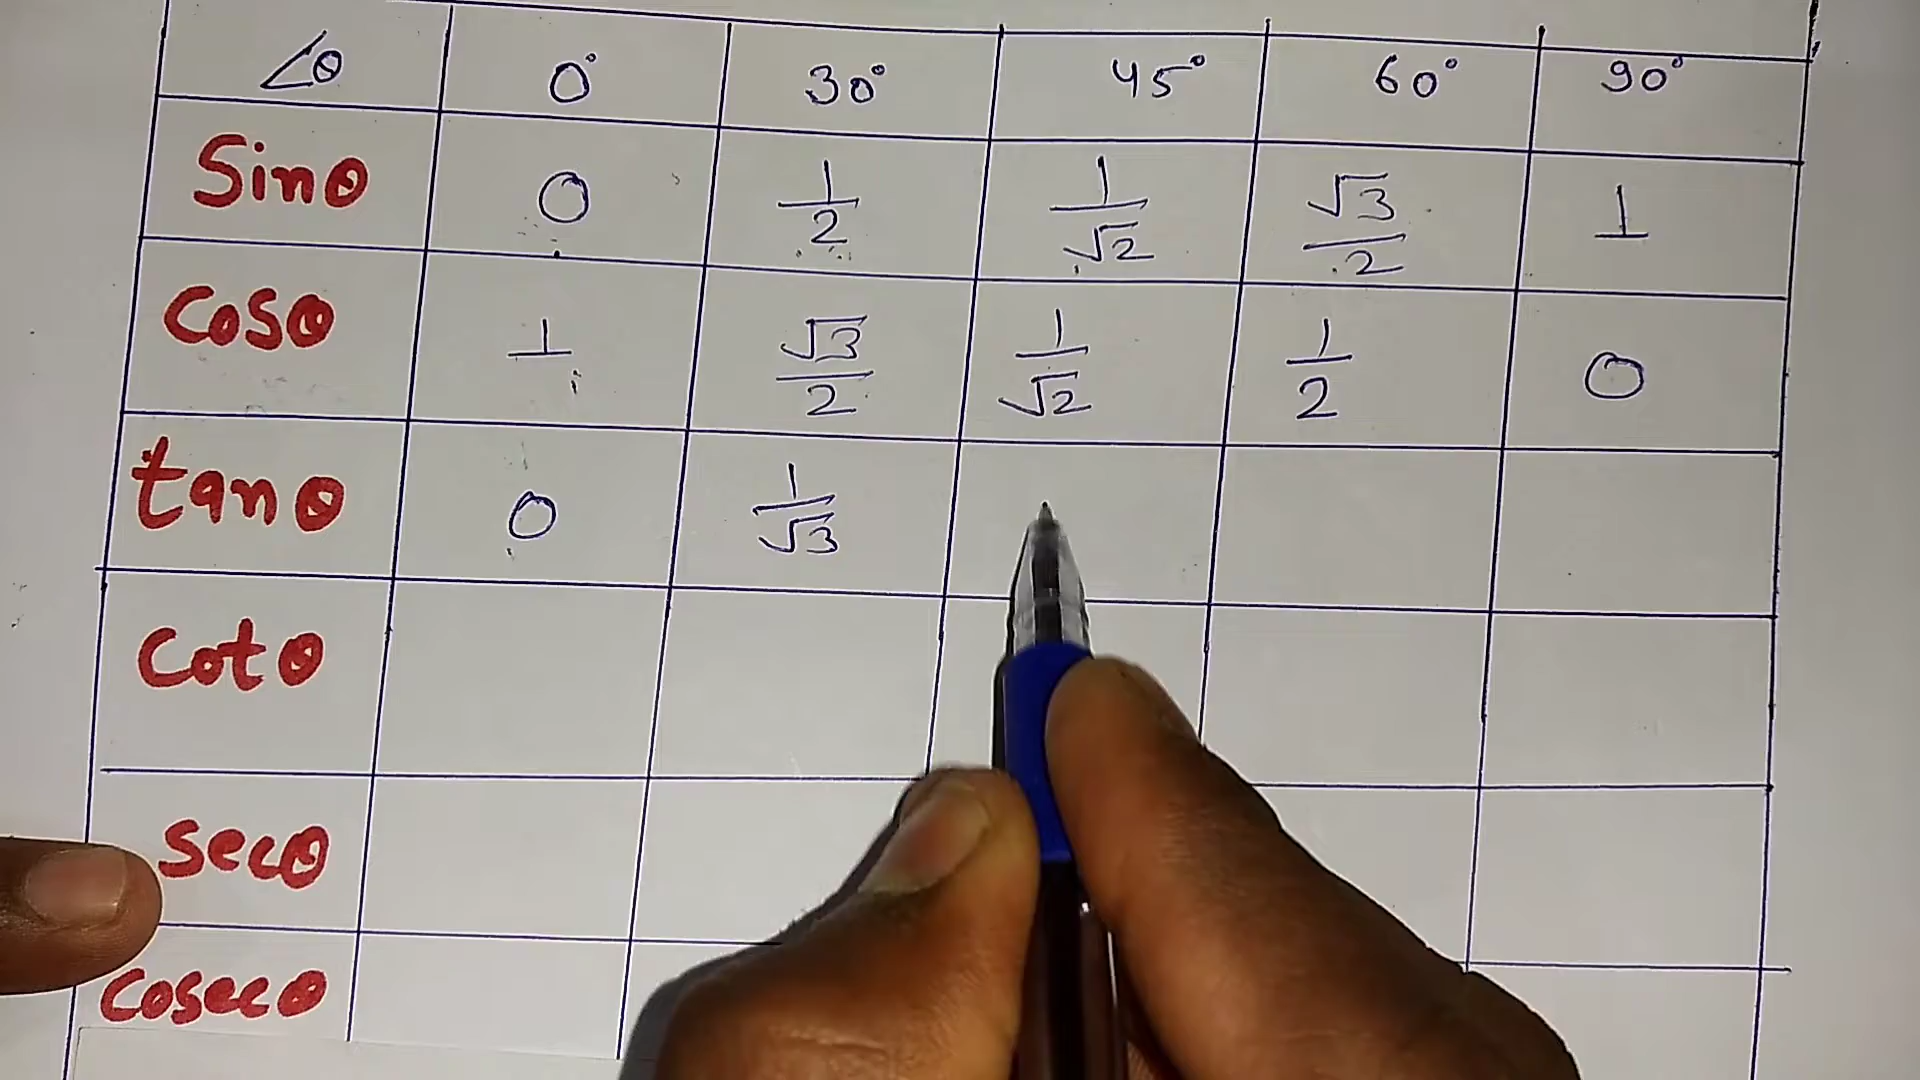 ∠θ 0° 30° 45° 60° 90°
Sinθ 0 1/2 1/√2 √3/2 1
Cosθ 1 √3/2 1/√2 1/2 0
tanθ 0 1/√3
Cotθ
Secθ
Cosecθ